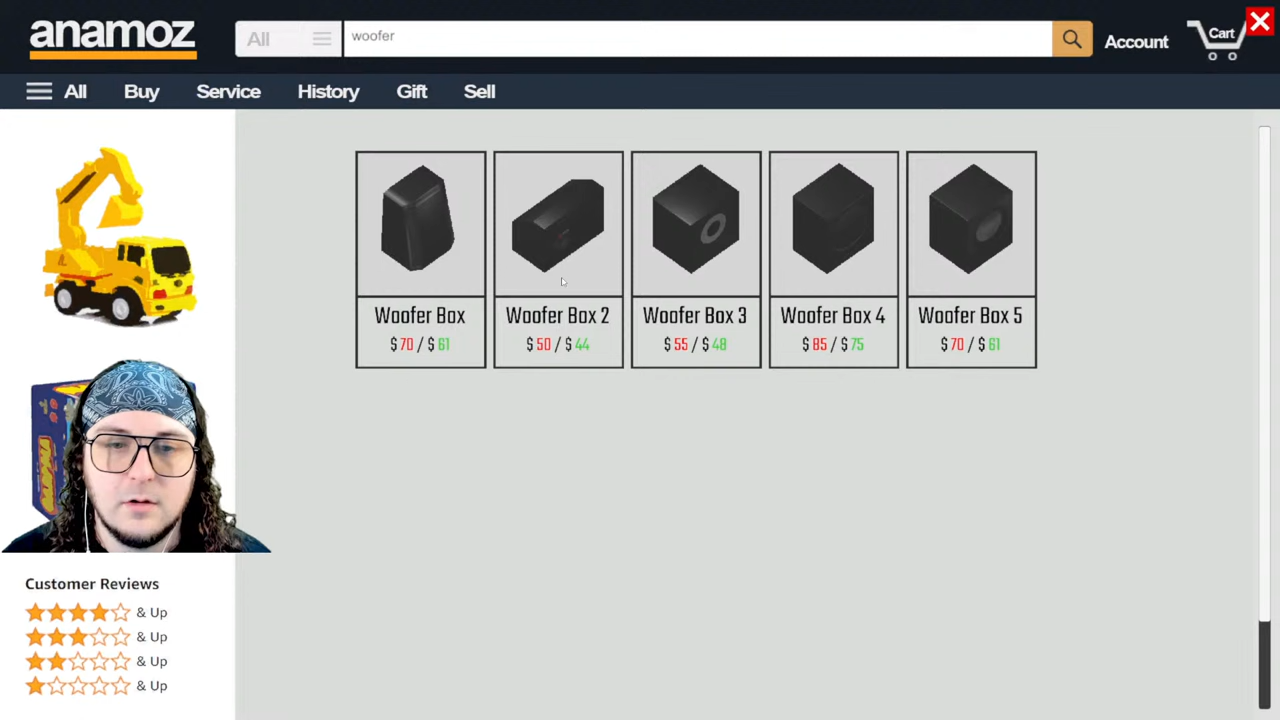 anamoz
All
woofer
Account
Cart
All
Buy
Service
History
Gift
Sell
Woofer Box
$ 70 / $ 61
Woofer Box 2
$ 50 / $ 44
Woofer Box 3
$ 55 / $ 48
Woofer Box 4
$ 85 / $ 75
Woofer Box 5
$ 70 / $ 61
Customer Reviews
& Up
& Up
& Up
& Up